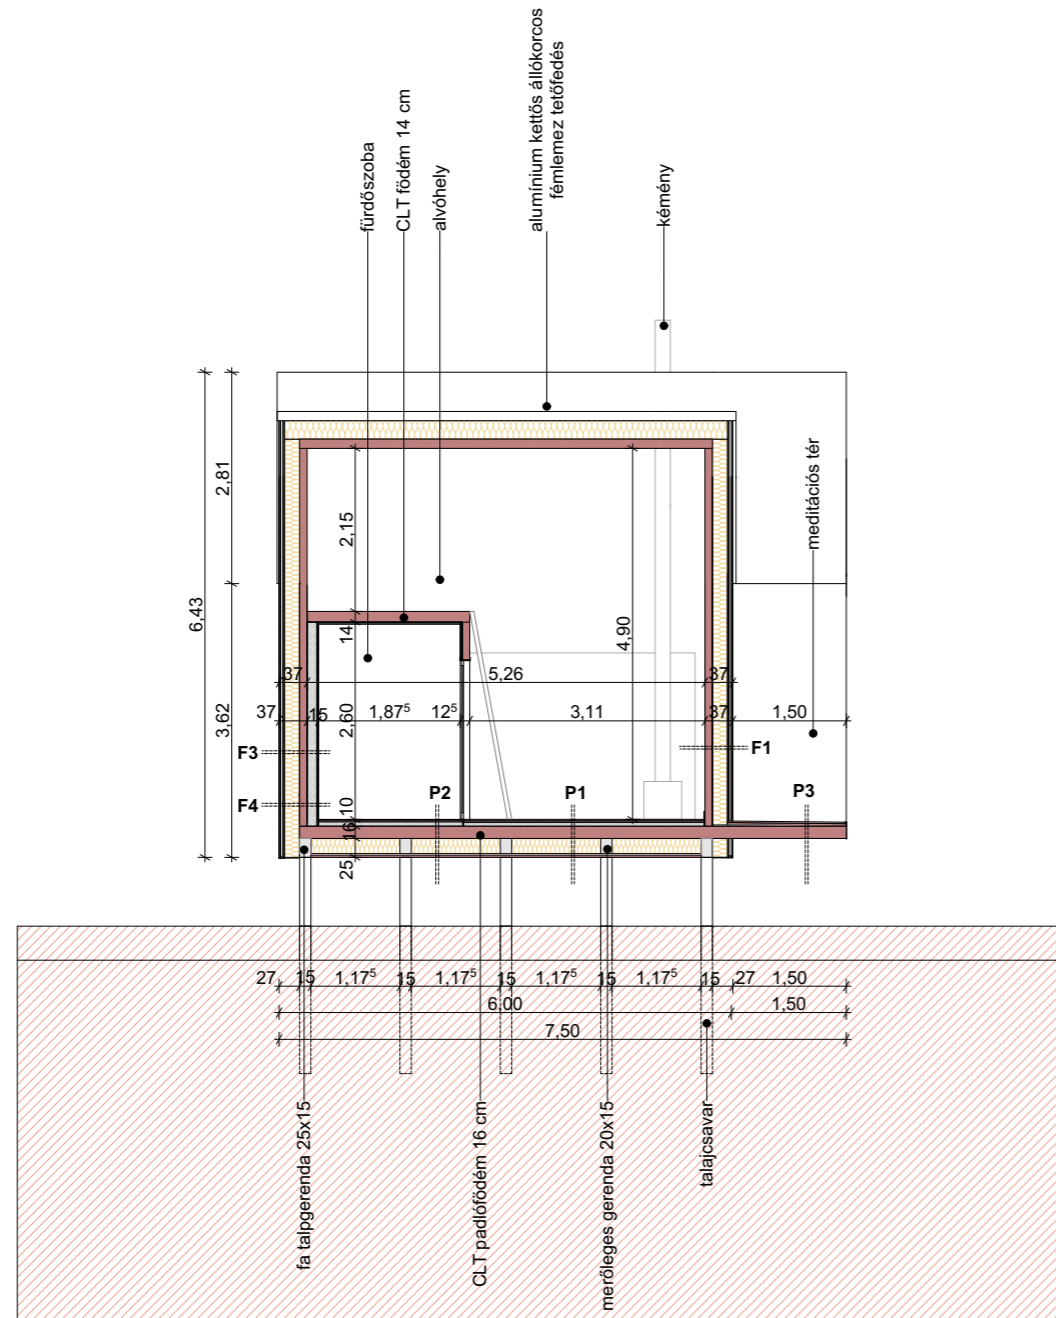 fürdőszoba
CLT födém 14 cm
alvóhely
alumínium kettős állókorcos
fémlemez tetőfedés
kémény
meditációs tér
6,43
2,81
3,62
2,15
14
2,60
10
16
25
4,90
37
5,26
37
37
15
1,87⁵
12⁵
3,11
37
1,50
F3
F4
F1
P2
P1
P3
27
15
1,17⁵
15
1,17⁵
15
1,17⁵
15
1,17⁵
15
27
1,50
6,00
1,50
7,50
fa talpgerenda 25x15
CLT padlófödém 16 cm
merőleges gerenda 20x15
talajcsavar